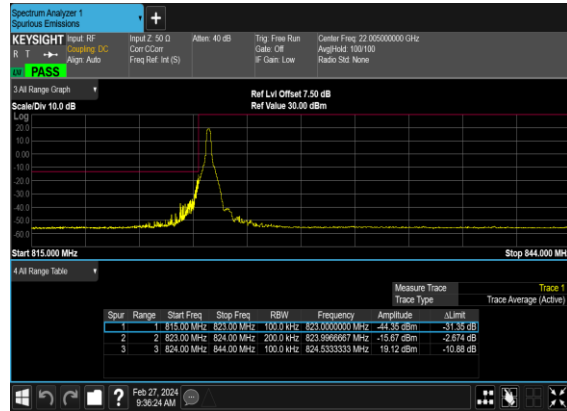 Spectrum Analyzer 1
Spurious Emissions
KEYSIGHT Input: RF Input Z: 50 Ω Atten: 40 dB Trig: Free Run Center Freq: 22.005000000 GHz
R T Coupling: DC Corr CCorr Gate: Off Avg|Hold: 100/100
Align: Auto Freq Ref: Int (S) IF Gain: Low Radio Std: None
PASS
3 All Range Graph
Ref Lvl Offset 7.50 dB
Scale/Div 10.0 dB Ref Value 30.00 dBm
Log
20.0
10.0
0.00
-10.0
-20.0
-30.0
-40.0
-50.0
-60.0
Start 815.000 MHz Stop 844.000 MH
4 All Range Table
Measure Trace Trace 1
Trace Type Trace Average (Active)
Spur Range Start Freq Stop Freq RBW Frequency Amplitude ΔLimit
1 1 815.00 MHz 823.00 MHz 100.0 kHz 823.0000000 MHz -44.35 dBm -31.35 dB
2 2 823.00 MHz 824.00 MHz 200.0 kHz 823.9966667 MHz -15.67 dBm -2.674 dB
3 3 824.00 MHz 844.00 MHz 100.0 kHz 824.5333333 MHz 19.12 dBm -10.88 dB
Feb 27, 2024
9:36:24 AM